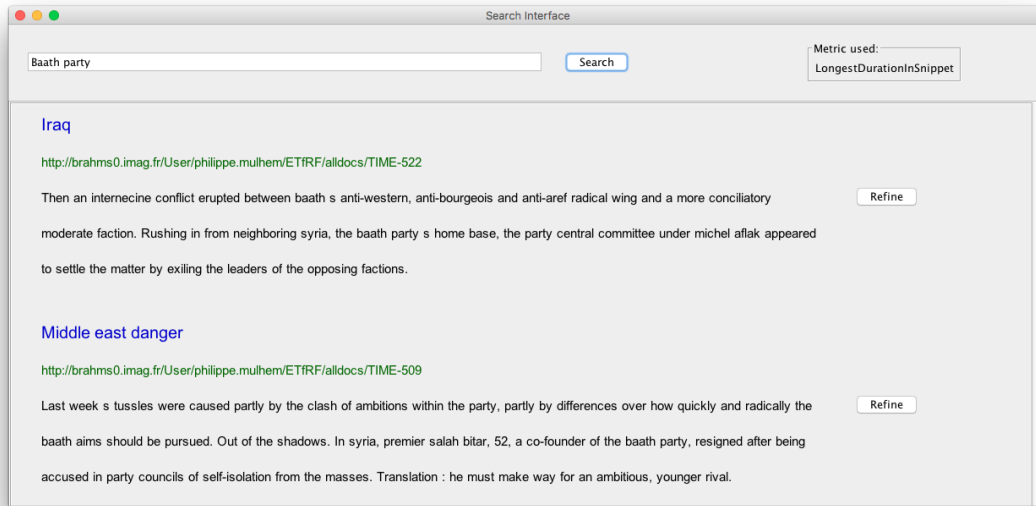 Search Interface
Baath party
Search
Metric used:
LongestDurationInSnippet
Iraq
http://brahms0.imag.fr/User/philippe.mulhem/ETfRF/alldocs/TIME-522
Then an internecine conflict erupted between baath s anti-western, anti-bourgeois and anti-aref radical wing and a more conciliatory
Refine
moderate faction. Rushing in from neighboring syria, the baath party s home base, the party central committee under michel aflak appeared
to settle the matter by exiling the leaders of the opposing factions.
Middle east danger
http://brahms0.imag.fr/User/philippe.mulhem/ETfRF/alldocs/TIME-509
Last week s tussles were caused partly by the clash of ambitions within the party, partly by differences over how quickly and radically the
Refine
baath aims should be pursued. Out of the shadows. In syria, premier salah bitar, 52, a co-founder of the baath party, resigned after being
accused in party councils of self-isolation from the masses. Translation : he must make way for an ambitious, younger rival.